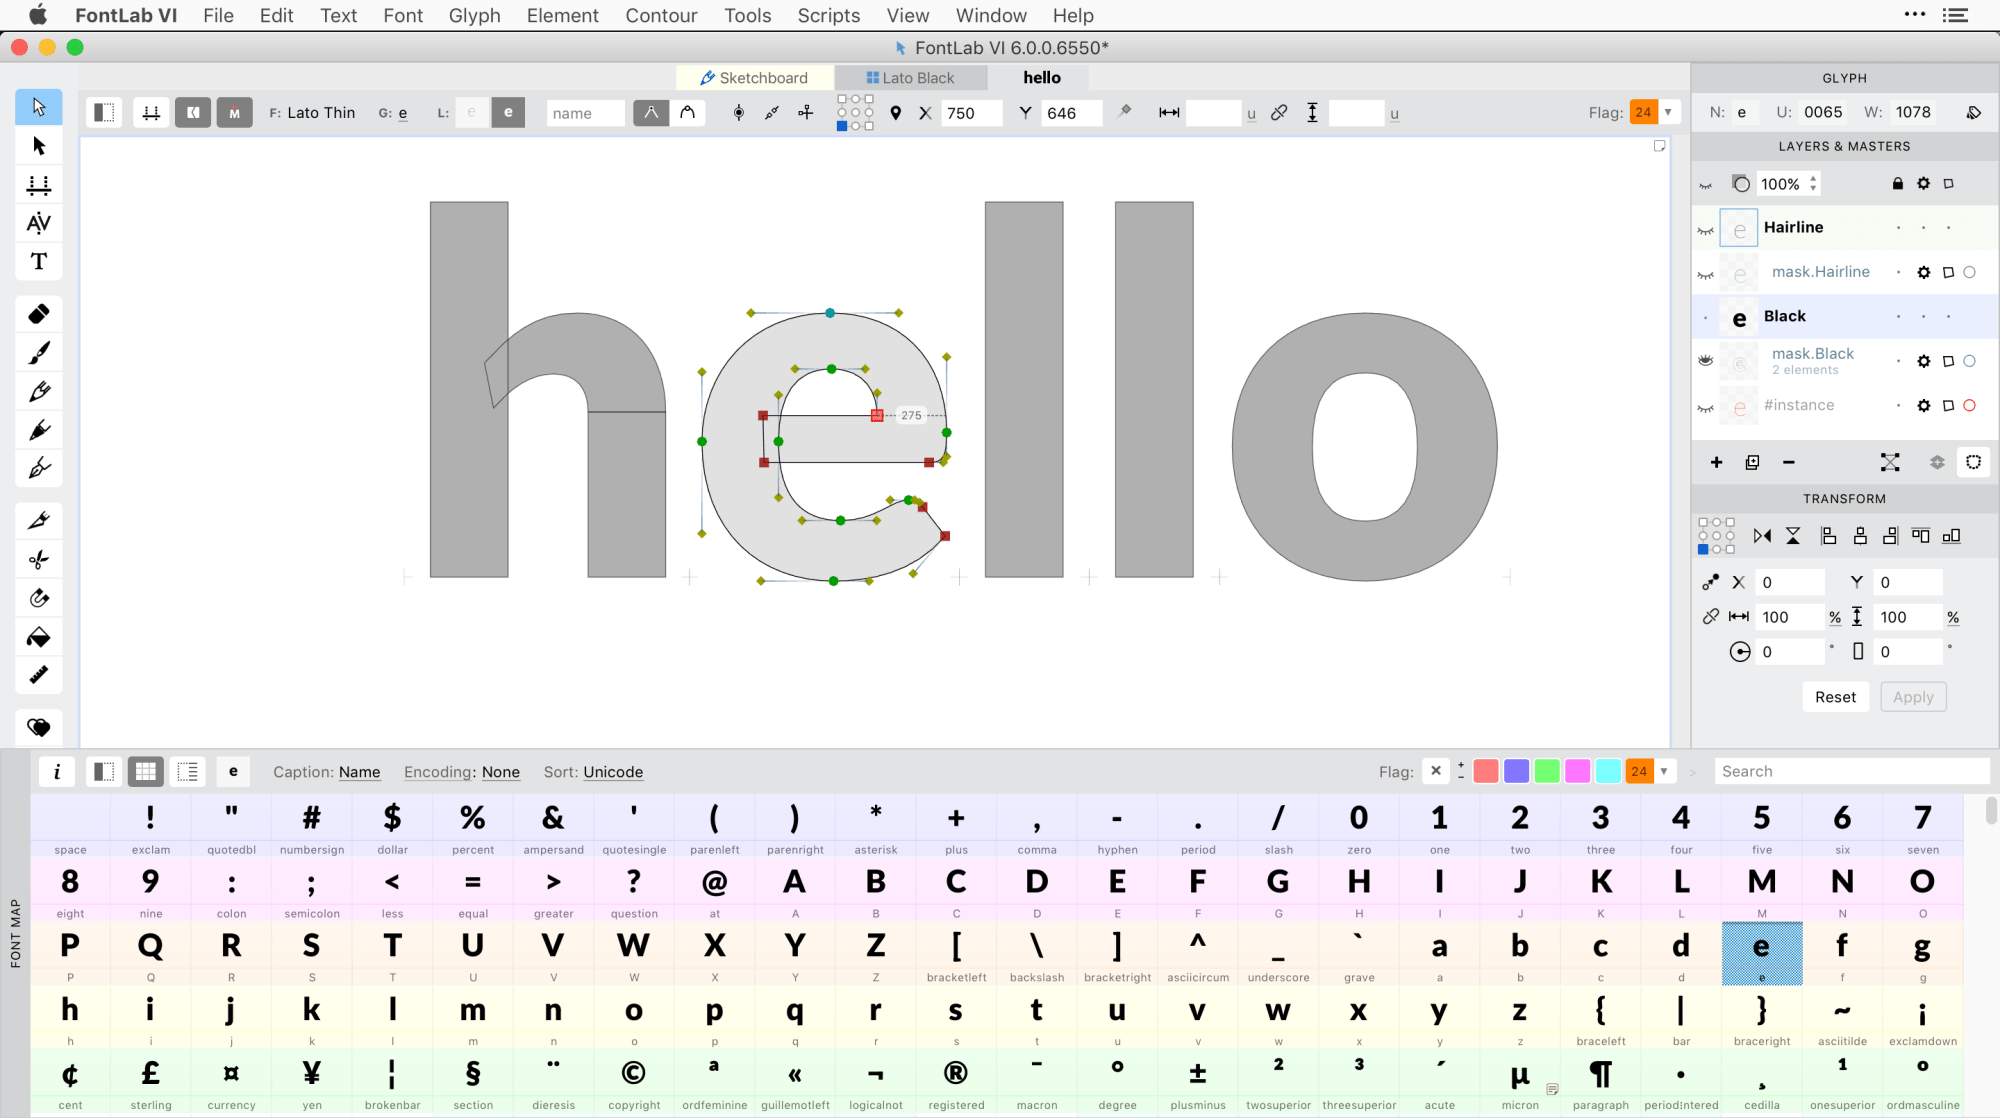 FontLab VI File Edit Text Font Glyph Element Contour Tools Scripts View Window Help
FontLab VI 6.0.0.6550*
Sketchboard Lato Black hello
F: Lato Thin G: e L: e e name X 750 Y 646 u u Flag: 24
hello
275
GLYPH
N: e U: 0065 W: 1078
LAYERS & MASTERS
100%
e Hairline
e mask.Hairline
e Black
e mask.Black
2 elements
e #instance
TRANSFORM
X 0 Y 0
100 % 100 %
0 ° 0 °
Reset Apply
i e Caption: Name Encoding: None Sort: Unicode Flag: 24 Search
FONT MAP
! " # $ % & ' ( ) * + , - . / 0 1 2 3 4 5 6 7
space exclam quotedbl numbersign dollar percent ampersand quotesingle parenleft parenright asterisk plus comma hyphen period slash zero one two three four five six seven
8 9 : ; < = > ? @ A B C D E F G H I J K L M N O
eight nine colon semicolon less equal greater question at A B C D E F G H I J K L M N O
P Q R S T U V W X Y Z [ \ ] ^ _ ` a b c d e f g
P Q R S T U V W X Y Z bracketleft backslash bracketright asciicircum underscore grave a b c d e f g
h i j k l m n o p q r s t u v w x y z { | } ~ ¡
h i j k l m n o p q r s t u v w x y z braceleft bar braceright asciitilde exclamdown
¢ £ ¤ ¥ ¦ § ¨ © ª « ¬ ® ¯ ° ± ² ³ ´ µ ¶ · ¸ ¹ º
cent sterling currency yen brokenbar section dieresis copyright ordfeminine guillemotleft logicalnot registered macron degree plusminus twosuperior threesuperior acute micron paragraph periodcentered cedilla onesuperior ordmasculine